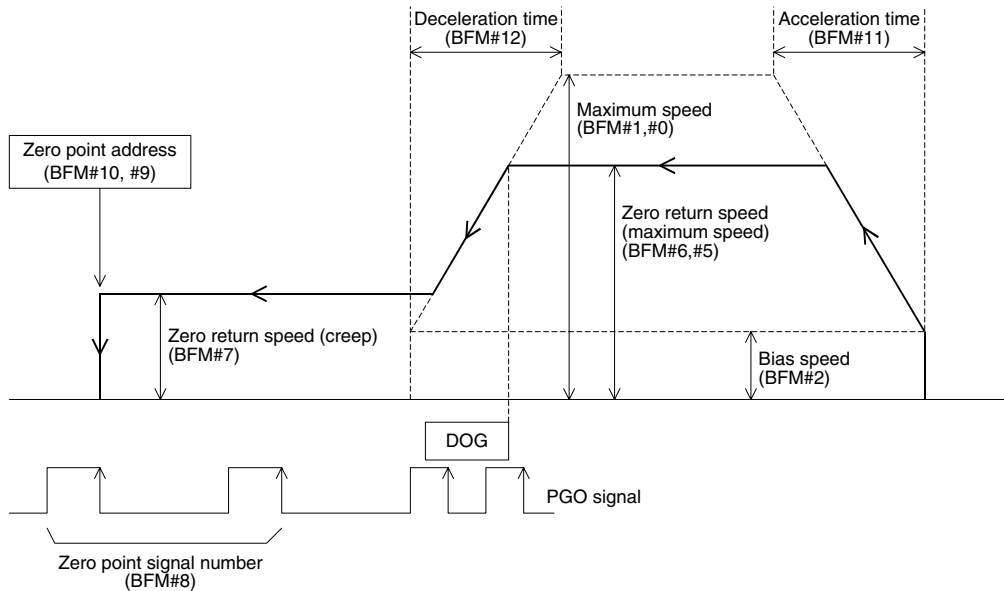 Deceleration time
(BFM#12)
Acceleration time
(BFM#11)
Maximum speed
(BFM#1,#0)
Zero point address
(BFM#10, #9)
Zero return speed
(maximum speed)
(BFM#6,#5)
Zero return speed (creep)
(BFM#7)
Bias speed
(BFM#2)
DOG
PGO signal
Zero point signal number
(BFM#8)